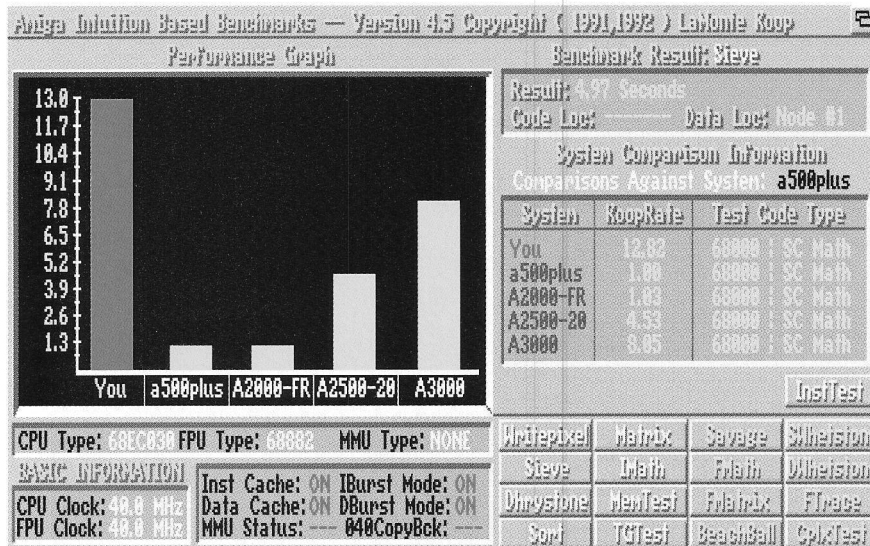 Amiga Intuition Based Benchmarks — Version 4.5 Copyright ( 1991,1992 ) LaMonte Koop
Performance Graph
13.0
11.7
10.4
9.1
7.8
6.5
5.2
3.9
2.6
1.3
You a500plus A2000-FR A2500-20 A3000
CPU Type: 68EC030 FPU Type: 68882 MMU Type: NONE
BASIC INFORMATION
CPU Clock: 40.0 MHz
FPU Clock: 40.0 MHz
Inst Cache: ON IBurst Mode: ON
Data Cache: ON DBurst Mode: ON
MMU Status: --- 040CopyBck: ---
Benchmark Result: Sieve
Result: 4.97 Seconds
Code Loc: ------ Data Loc: Node #1
System Comparison Information
Comparisons Against System: a500plus
System KoopRate Test Code Type
You 12.82 68000 : SC Math
a500plus 1.00 68000 : SC Math
A2000-FR 1.03 68000 : SC Math
A2500-20 4.53 68000 : SC Math
A3000 8.05 68000 : SC Math
InstTest
Writepixel Matrix Savage SWhetston
Sieve IMath FMath DWhetston
Dhrystone MemTest FMatrix FTrace
Sort TGTest BeachBall CplxTest